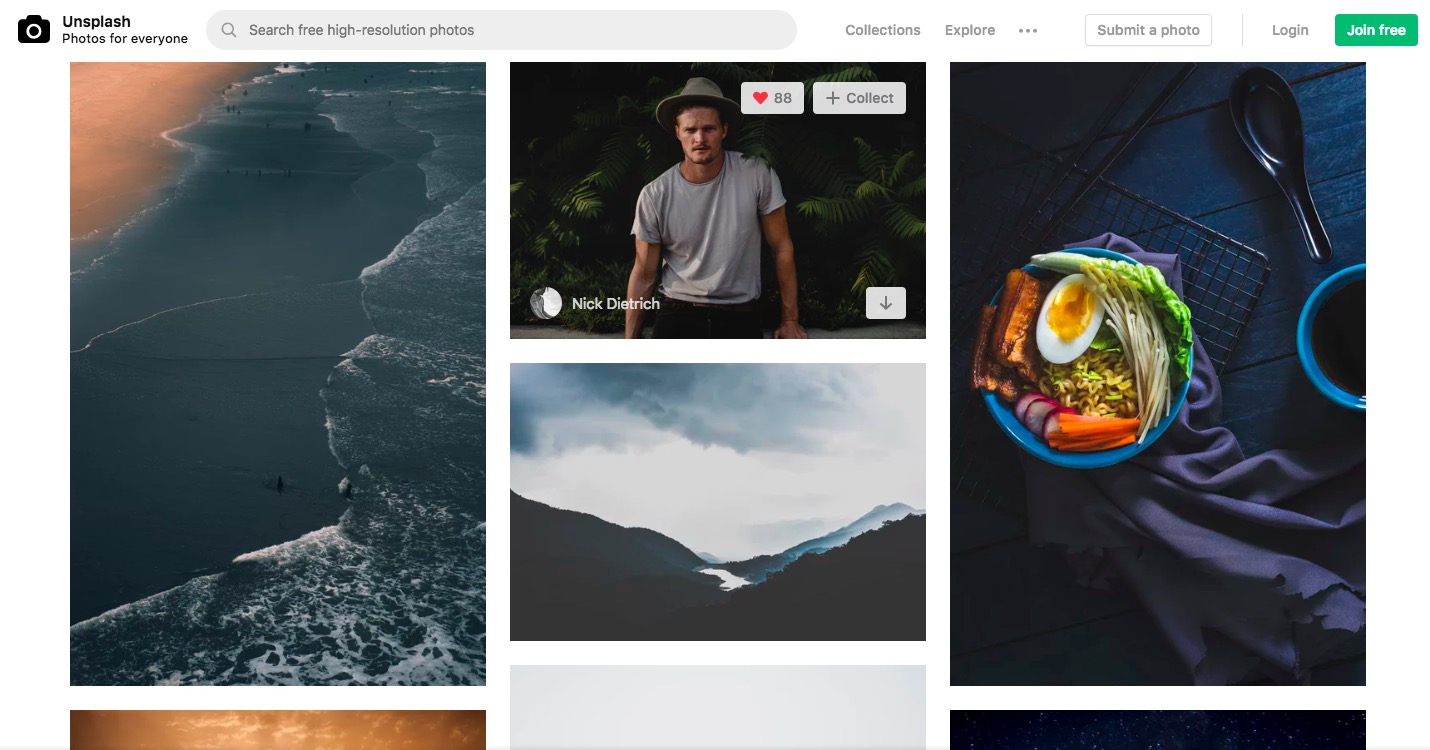 Unsplash
Photos for everyone
Search free high-resolution photos
Collections
Explore
Submit a photo
Login
Join free
88
Collect
Nick Dietrich